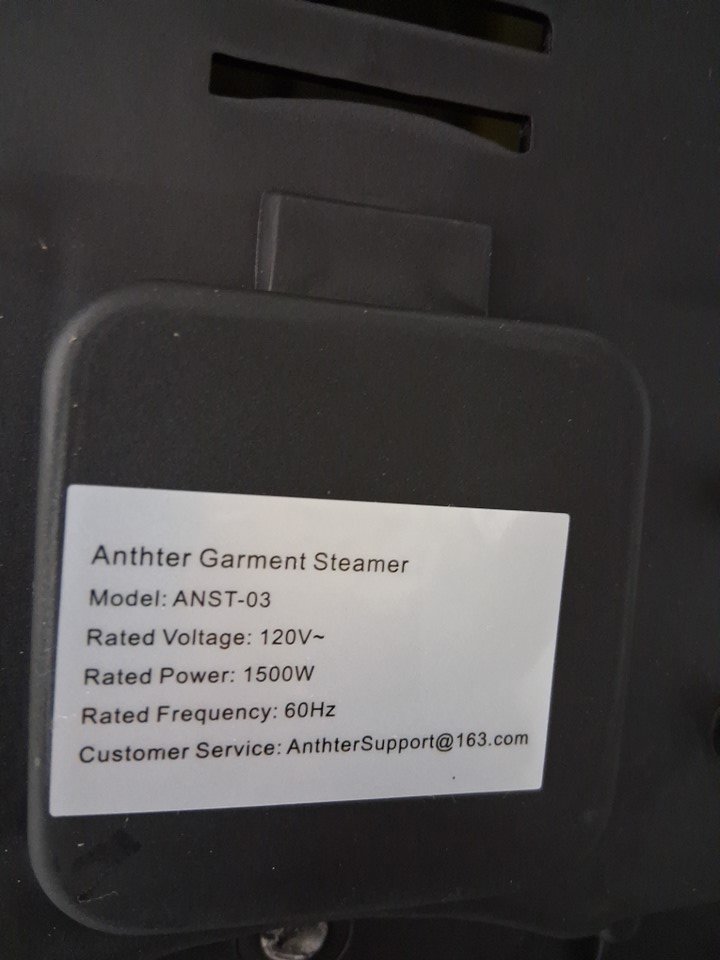 Anthter Garment Steamer
Model: ANST-03
Rated Voltage: 120V~
Rated Power: 1500W
Rated Frequency: 60Hz
Customer Service: AnthterSupport@163.com